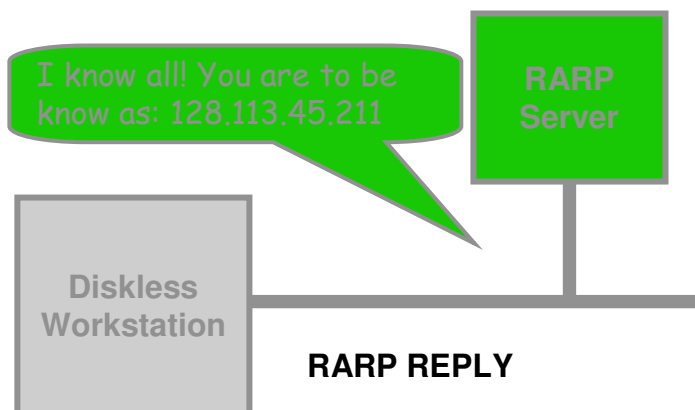 I know all! You are to be
know as: 128.113.45.211
RARP
Server
Diskless
Workstation
RARP REPLY